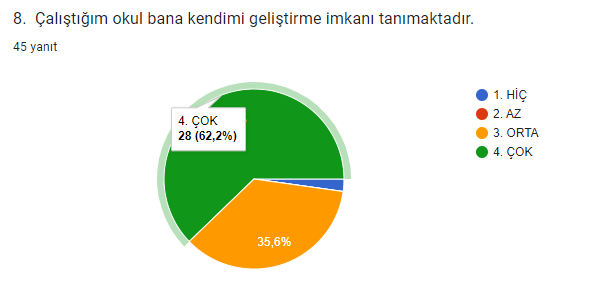 8. Çalıştığım okul bana kendimi geliştirme imkanı tanımaktadır.
45 yanıt
4. ÇOK
28 (62,2%)
35,6%
1. HİÇ
2. AZ
3. ORTA
4. ÇOK